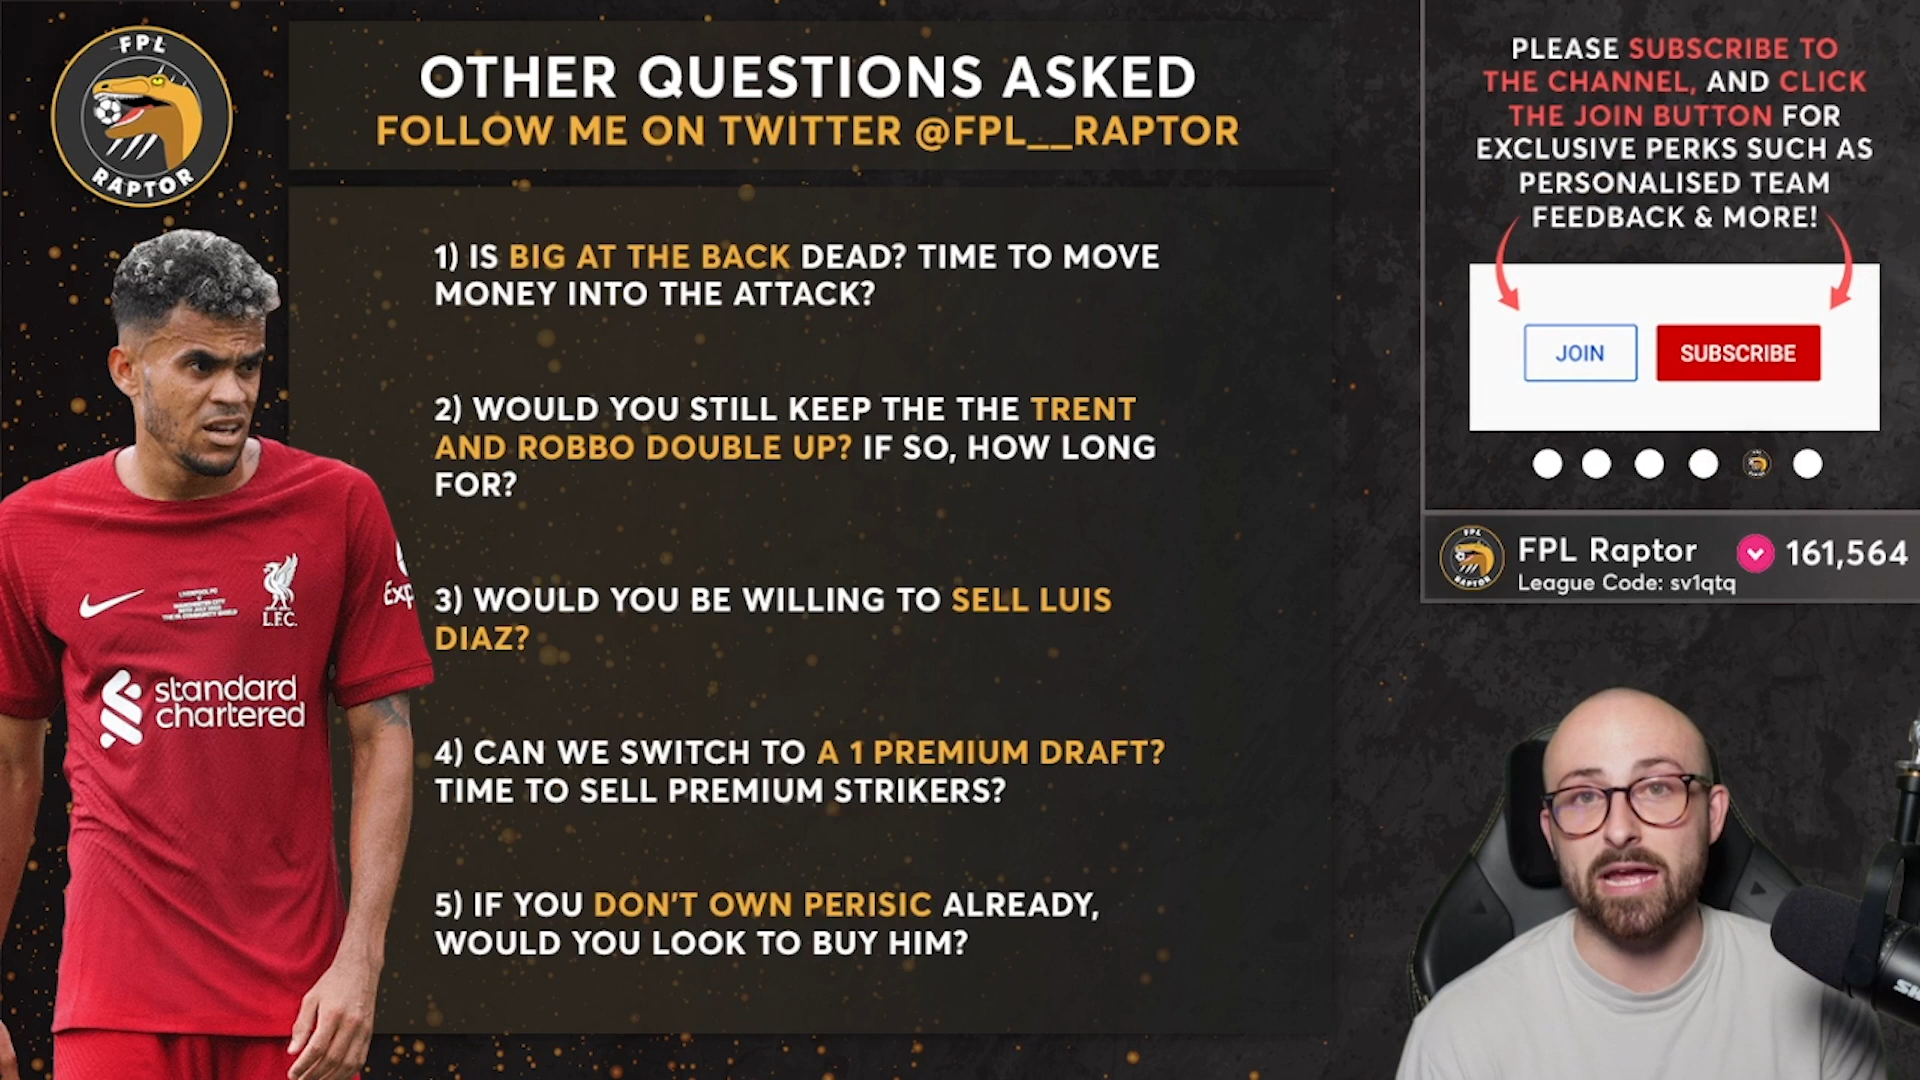 FPL
RAPTOR
OTHER QUESTIONS ASKED
FOLLOW ME ON TWITTER @FPL__RAPTOR
1) IS BIG AT THE BACK DEAD? TIME TO MOVE
MONEY INTO THE ATTACK?
2) WOULD YOU STILL KEEP THE THE TRENT
AND ROBBO DOUBLE UP? IF SO, HOW LONG
FOR?
3) WOULD YOU BE WILLING TO SELL LUIS
DIAZ?
4) CAN WE SWITCH TO A 1 PREMIUM DRAFT?
TIME TO SELL PREMIUM STRIKERS?
5) IF YOU DON'T OWN PERISIC ALREADY,
WOULD YOU LOOK TO BUY HIM?
L.F.C.
Exp
standard
chartered
PLEASE SUBSCRIBE TO
THE CHANNEL, AND CLICK
THE JOIN BUTTON FOR
EXCLUSIVE PERKS SUCH AS
PERSONALISED TEAM
FEEDBACK & MORE!
JOIN
SUBSCRIBE
FPL
RAPTOR
FPL Raptor
161,564
League Code: sv1qtq